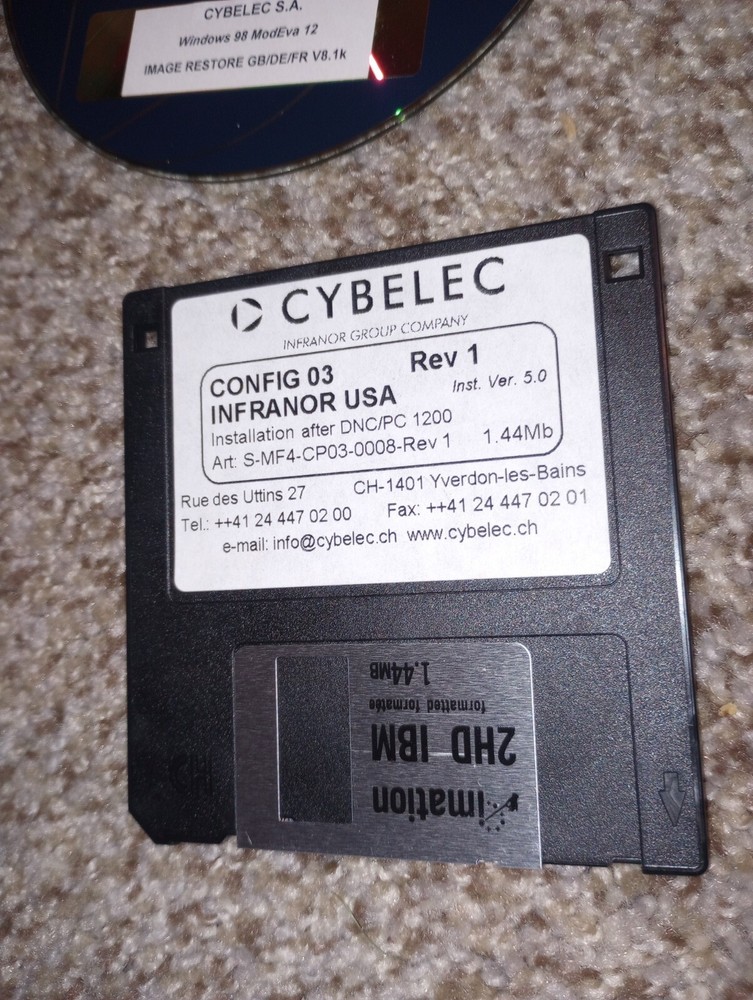 CYBELEC S.A.
Windows 98 ModEva 12
IMAGE RESTORE GB/DE/FR V8.1k
CYBELEC
INFRANOR GROUP COMPANY
CONFIG 03 Rev 1
INFRANOR USA Inst. Ver. 5.0
Installation after DNC/PC 1200
Art: S-MF4-CP03-0008-Rev 1 1.44Mb
Rue des Uttins 27 CH-1401 Yverdon-les-Bains
Tel.: ++41 24 447 02 00 Fax: ++41 24 447 02 01
e-mail: info@cybelec.ch www.cybelec.ch
1.44MB
formatted formatée
2HD IBM
imation
HD